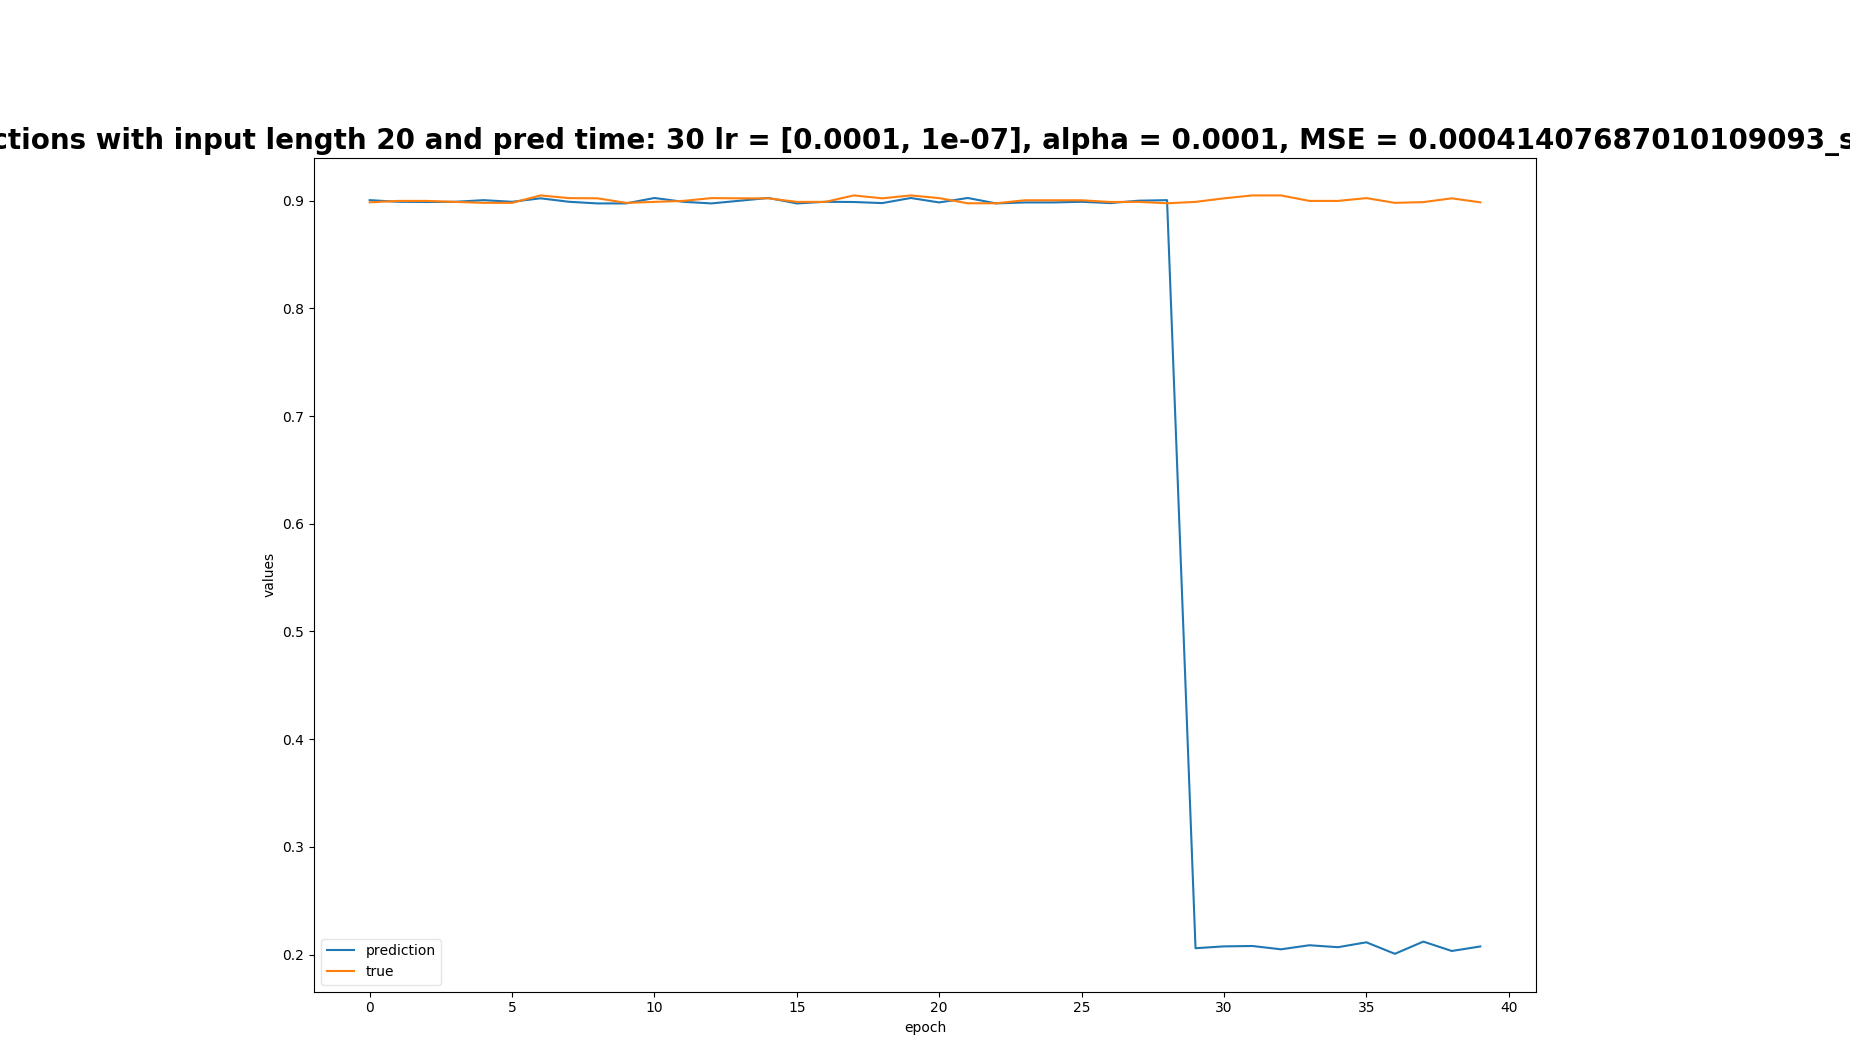 ctions with input length 20 and pred time: 30 lr = [0.0001, 1e-07], alpha = 0.0001, MSE = 0.00041407687010109093_s
0.9
0.8
0.7
0.6
0.5
0.4
0.3
0.2
values
prediction
true
0 5 10 15 20 25 30 35 40
epoch